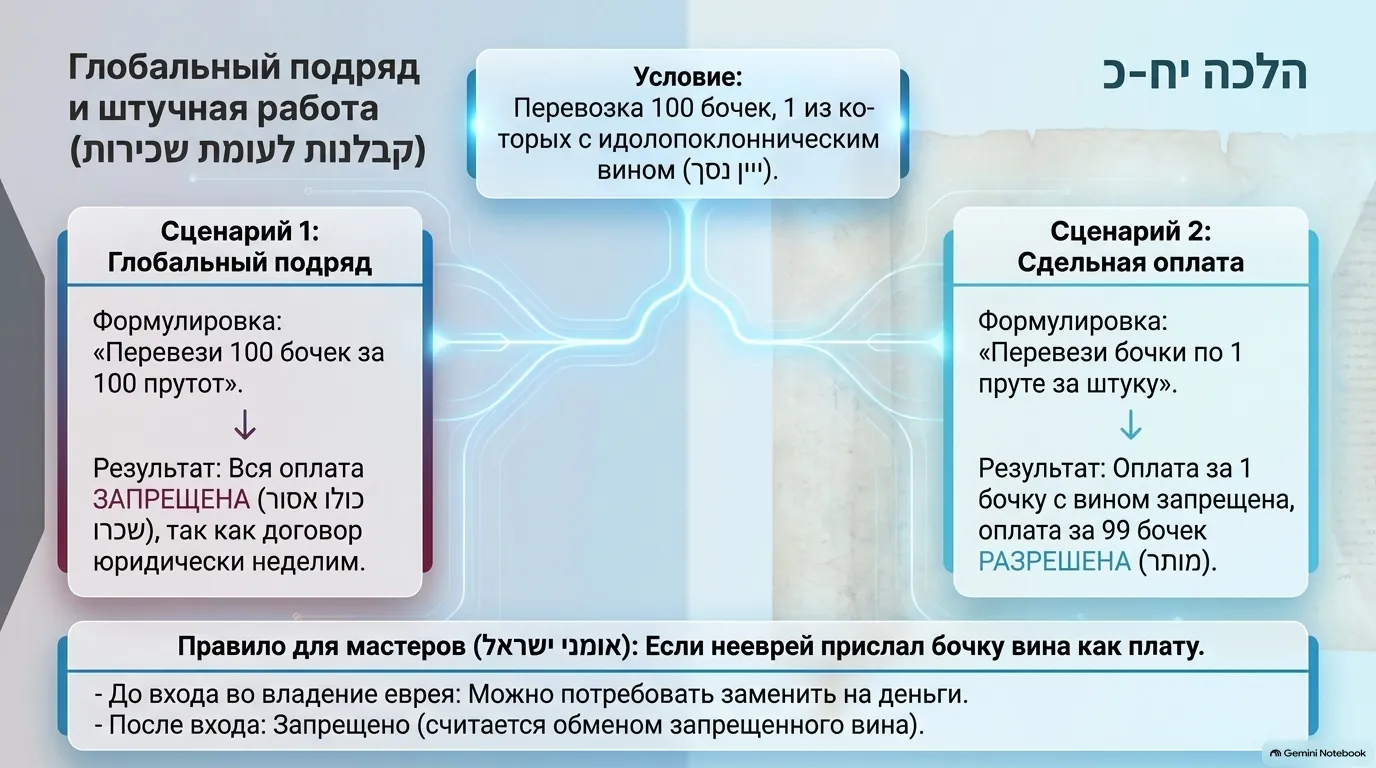 Глобальный подряд
и штучная работа
(קבלנות לעומת שכירות)
הלכה יח-כ
Условие:
Перевозка 100 бочек, 1 из ко-
торых с идолопоклонническим
вином (יייין נסך).
Сценарий 1:
Глобальный подряд
Формулировка:
«Перевези 100 бочек за
100 прутот».
↓
Результат: Вся оплата
ЗАПРЕЩЕНА (כולו אסור
שכרו), так как договор
юридически неделим.
Сценарий 2:
Сдельная оплата
Формулировка:
«Перевези бочки по 1
пруте за штуку».
↓
Результат: Оплата за 1
бочку с вином запрещена,
оплата за 99 бочек
РАЗРЕШЕНА (מותר).
Правило для мастеров (אומני ישראל): Если нееврей прислал бочку вина как плату.
- До входа во владение еврея: Можно потребовать заменить на деньги.
- После входа: Запрещено (считается обменом запрещенного вина).
Gemini Notebook